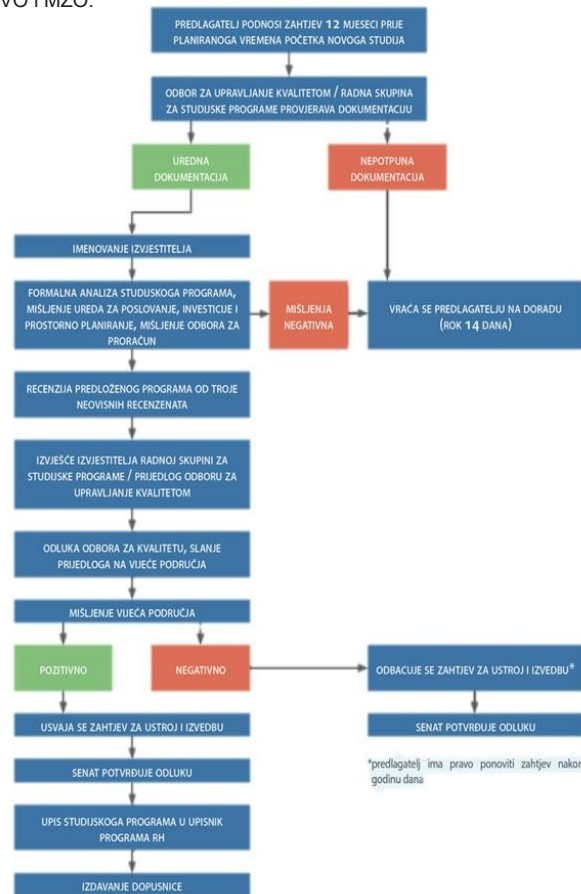 VO I MZO.
PREDLAGATELJ PODNOSI ZAHTJEV 12 MJESECI PRIJE
PLANIRANOGA VREMENA POČETKA NOVOGA STUDIJA
ODBOR ZA UPRAVLJANJE KVALITETOM / RADNA SKUPINA
ZA STUDIJSKE PROGRAME PROVJERAVA DOKUMENTACIJU
UREDNA
DOKUMENTACIJA
NEPOTPUNA
DOKUMENTACIJA
IMENOVANJE IZVJESTITELJA
FORMALNA ANALIZA STUDIJSKOGA PROGRAMA,
MIŠLJENJE UREDA ZA POSLOVANJE, INVESTICIJE I
PROSTORNO PLANIRANJE, MIŠLJENJE ODBORA ZA
PRORAČUN
MIŠLJENJA
NEGATIVNA
VRAĆA SE PREDLAGATELJU NA DORADU
(ROK 14 DANA)
RECENZIJA PREDLOŽENOG PROGRAMA OD TROJE
NEOVISNIH RECENZENATA
IZVJEŠĆE IZVJESTITELJA RADNOJ SKUPINI ZA
STUDIJSKE PROGRAME / PRIJEDLOG ODBORU ZA
UPRAVLJANJE KVALITETOM
ODLUKA ODBORA ZA KVALITETU, SLANJE
PRIJEDLOGA NA VIJEĆE PODRUČJA
MIŠLJENJE VIJEĆA PODRUČJA
POZITIVNO
NEGATIVNO
ODBACUJE SE ZAHTJEV ZA USTROJ I IZVEDBU*
USVAJA SE ZAHTJEV ZA USTROJ I IZVEDBU
SENAT POTVRĐUJE ODLUKU
SENAT POTVRĐUJE ODLUKU
*predlagatelj ima pravo ponoviti zahtjev nakon
godinu dana
UPIS STUDIJSKOGA PROGRAMA U UPISNIK
PROGRAMA RH
IZDAVANJE DOPUSNICE